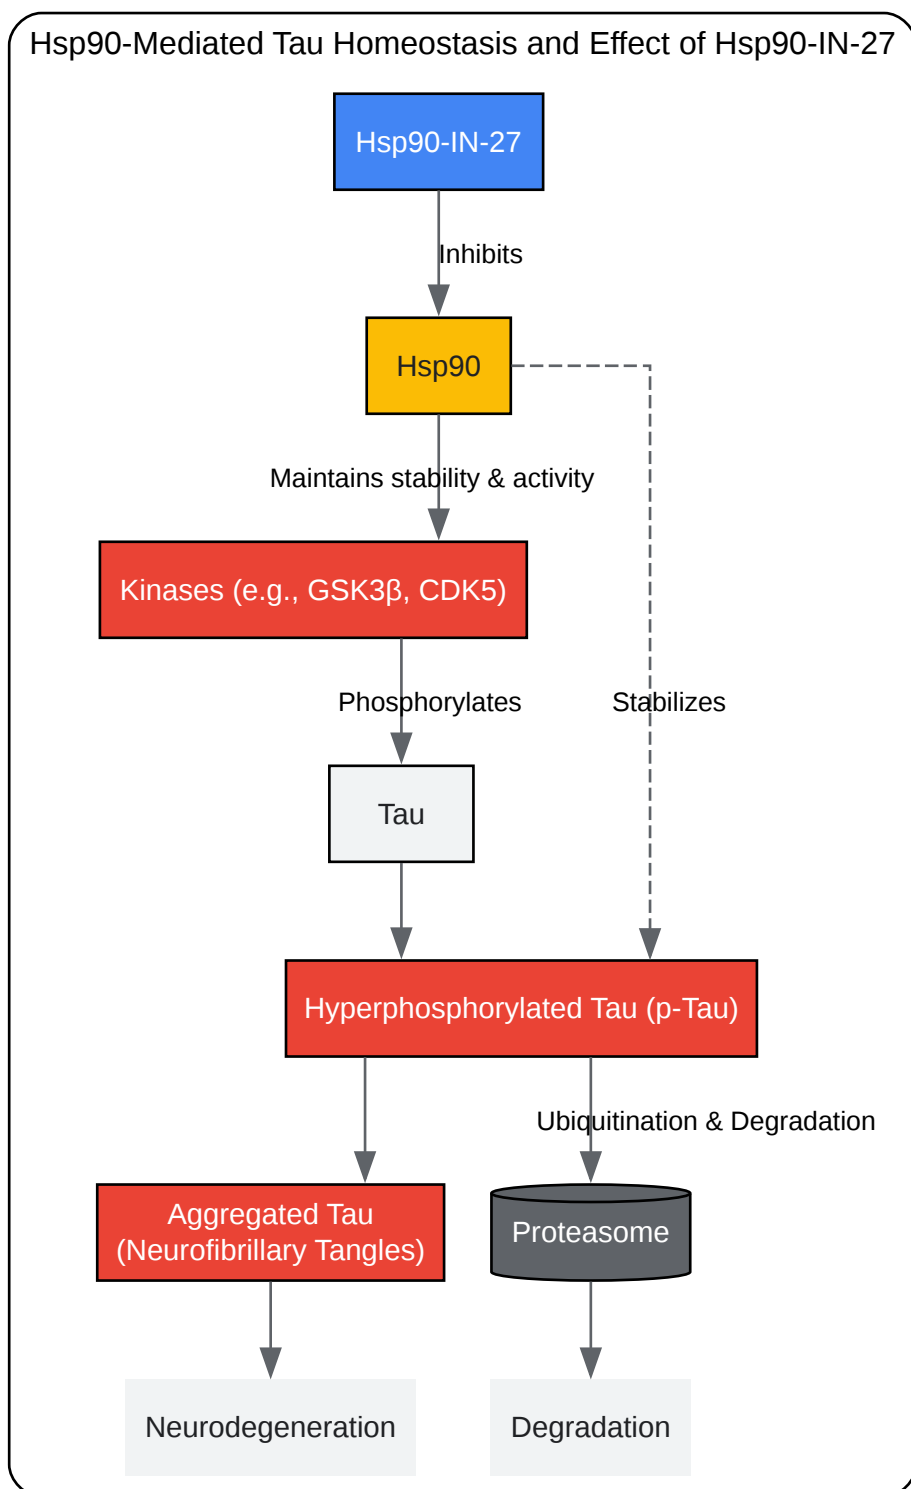 Hsp90-Mediated Tau Homeostasis and Effect of Hsp90-IN-27
Hsp90-IN-27
Inhibits
Hsp90
Maintains stability & activity
Kinases (e.g., GSK3β, CDK5)
Phosphorylates
Stabilizes
Tau
Hyperphosphorylated Tau (p-Tau)
Ubiquitination & Degradation
Aggregated Tau
(Neurofibrillary Tangles)
Proteasome
Neurodegeneration
Degradation